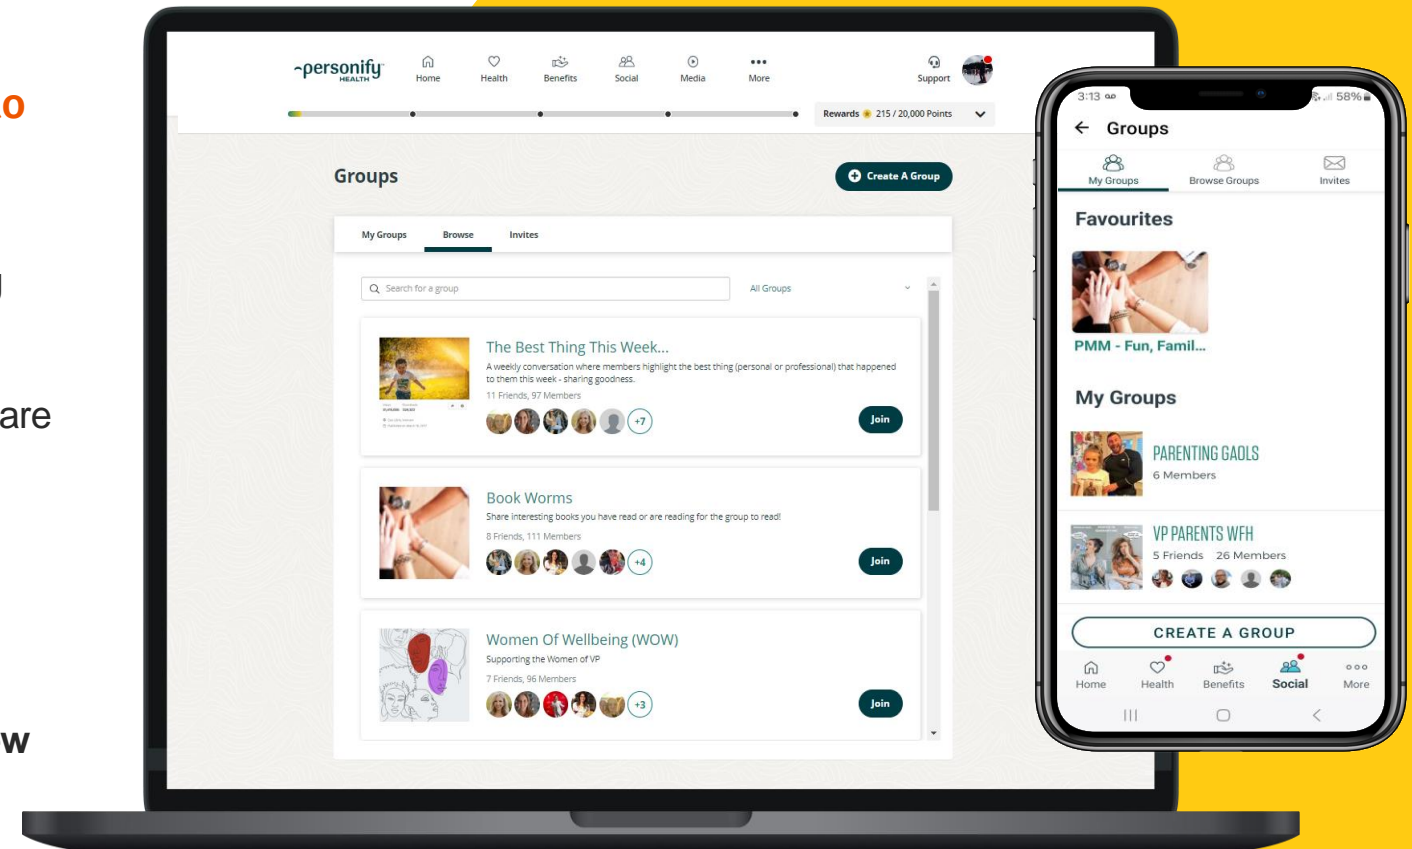 are
personify
HEALTH
Home
Health
Benefits
Social
Media
More
Support
Rewards 215 / 20,000 Points
Groups
Create A Group
My Groups
Browse
Invites
Search for a group
All Groups
The Best Thing This Week...
A weekly conversation where members highlight the best thing (personal or professional) that happened
to them this week - sharing goodness.
11 Friends, 97 Members
+7
Join
Book Worms
Share interesting books you have read or are reading for the group to read!
8 Friends, 111 Members
+4
Join
Women Of Wellbeing (WOW)
Supporting the Women of VP
7 Friends, 96 Members
+3
Join
3:13
58%
Groups
My Groups
Browse Groups
Invites
Favourites
PMM - Fun, Famil...
My Groups
PARENTING GAOLS
6 Members
VP PARENTS WFH
5 Friends 26 Members
CREATE A GROUP
Home
Health
Benefits
Social
More